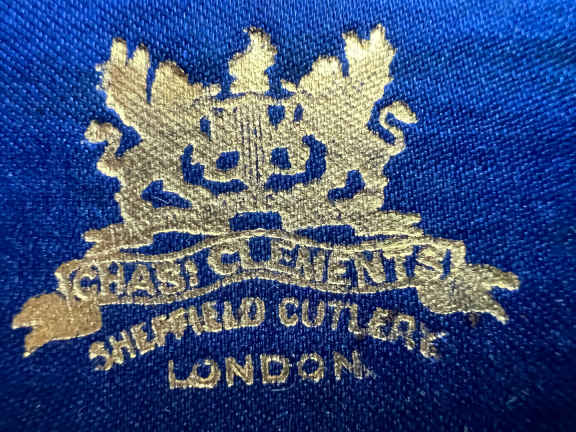 CHAS! CLEMENTS
SHEFFIELD CUTLERY
LONDON